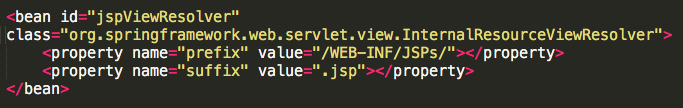 <bean id="jspViewResolver"
class="org.springframework.web.servlet.view.InternalResourceViewResolver">
    <property name="prefix" value="/WEB-INF/JSPs/"></property>
    <property name="suffix" value=".jsp"></property>
</bean>